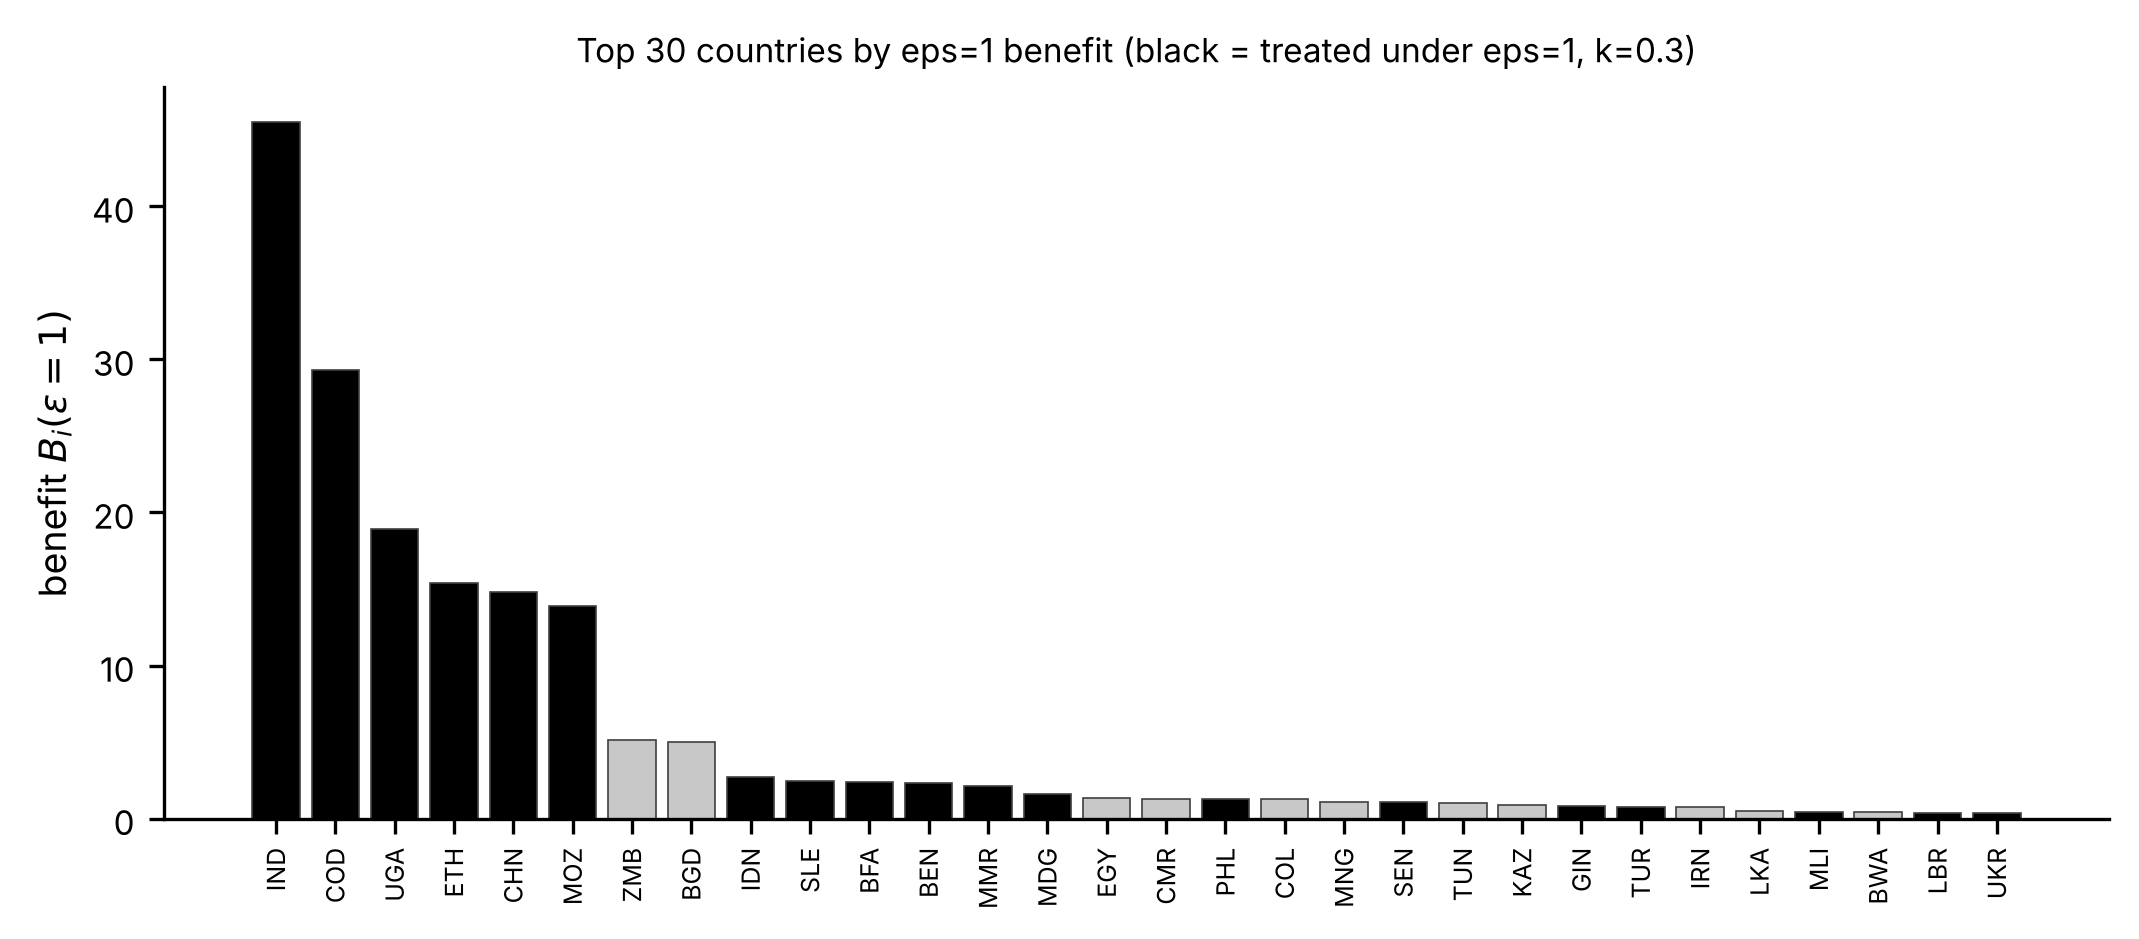 Top 30 countries by eps=1 benefit (black = treated under eps=1, k=0.3)
benefit B_i(ε = 1)
40
30
20
10
0
IND COD UGA ETH CHN MOZ ZMB BGD IDN SLE BFA BEN MMR MDG EGY CMR PHL COL MNG SEN TUN KAZ GIN TUR IRN LKA MLI BWA LBR UKR